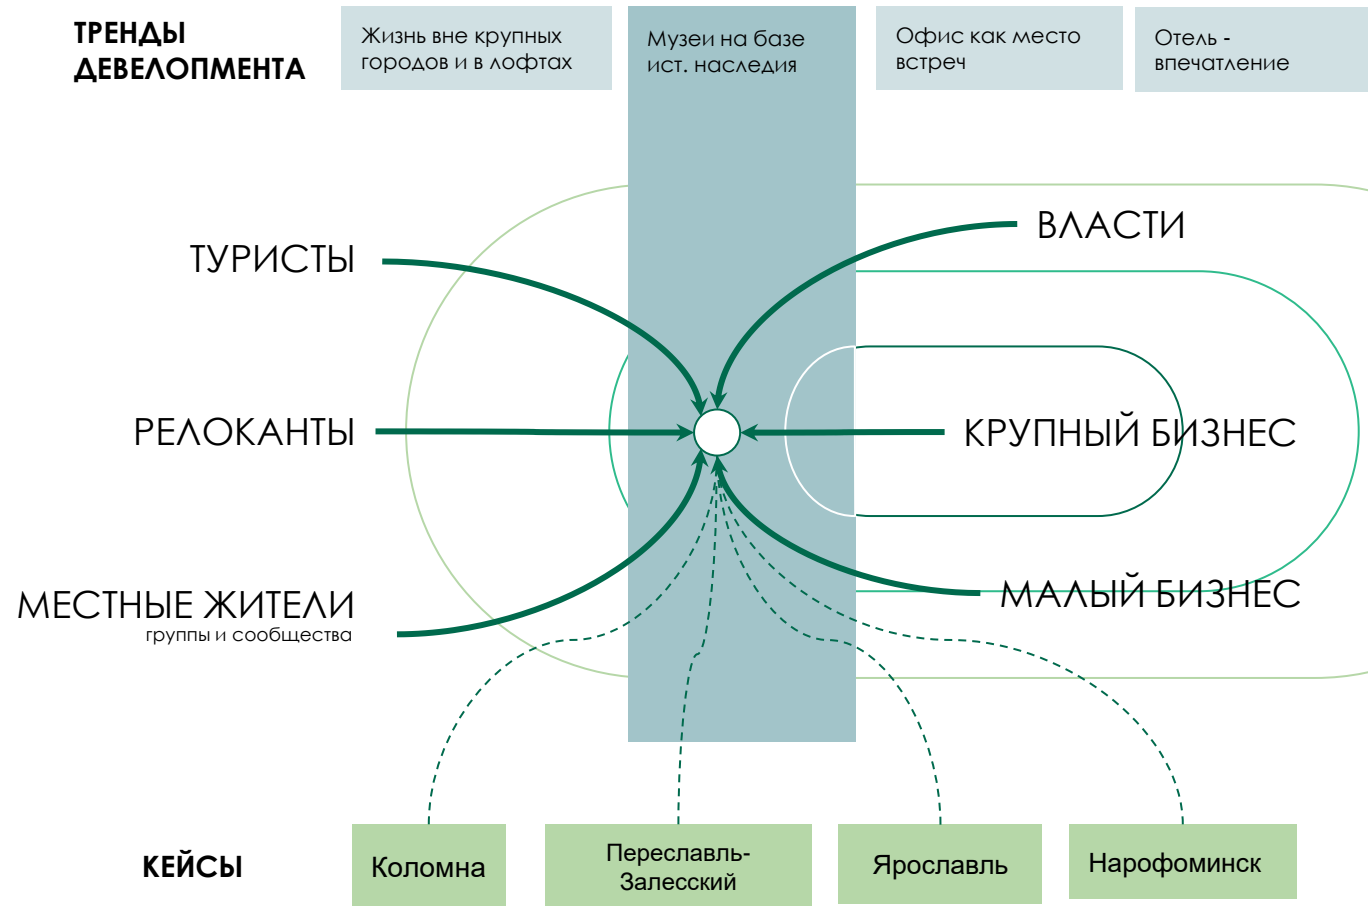 ТРЕНДЫ
ДЕВЕЛОПМЕНТА
Жизнь вне крупных
городов и в лофтах
Музеи на базе
ист. наследия
Офис как место
встреч
Отель -
впечатление
ТУРИСТЫ
ВЛАСТИ
РЕЛОКАНТЫ
КРУПНЫЙ БИЗНЕС
МЕСТНЫЕ ЖИТЕЛИ
группы и сообщества
МАЛЫЙ БИЗНЕС
КЕЙСЫ
Коломна
Переславль-
Залесский
Ярославль
Нарофоминск